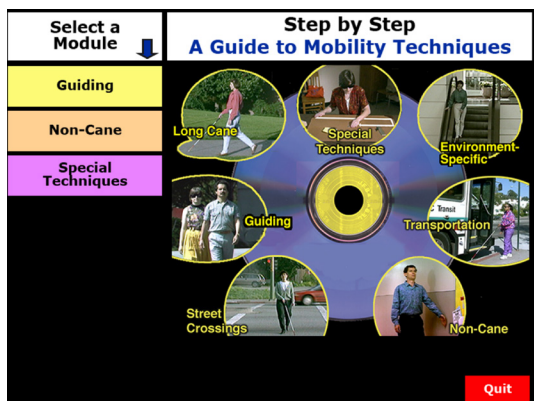 Select a
Module
Step by Step
A Guide to Mobility Techniques
Guiding
Non-Cane
Special
Techniques
Long Cane
Special
Techniques
Environment-
Specific
Guiding
Transit
Transportation
Street
Crossings
Non-Cane
Quit